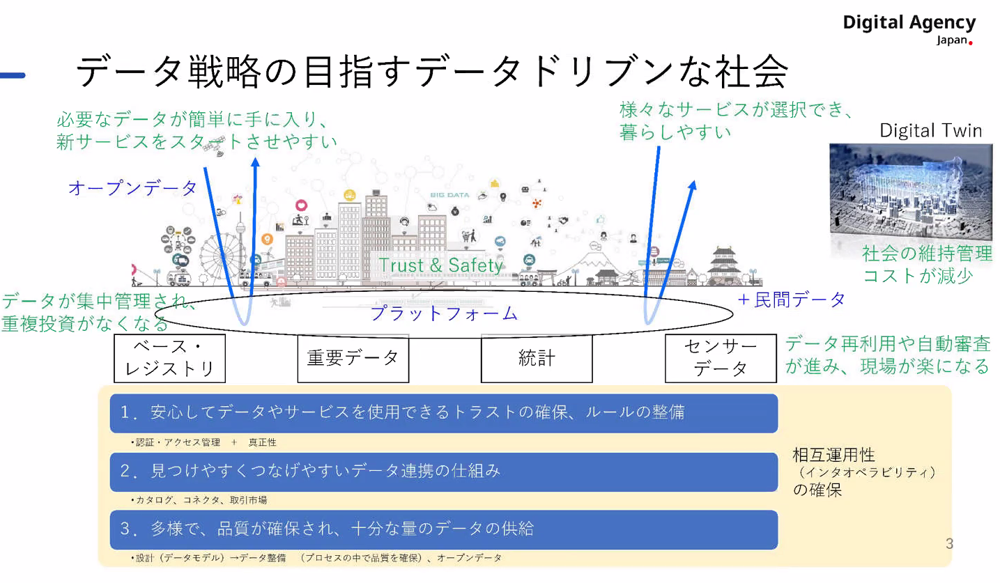 Digital Agency
Japan
データ戦略の目指すデータドリブンな社会
必要なデータが簡単に手に入り、
新サービスをスタートさせやすい
様々なサービスが選択でき、
暮らしやすい
Digital Twin
オープンデータ
BIG DATA
Trust & Safety
社会の維持管理
コストが減少
データが集中管理され、
重複投資がなくなる
プラットフォーム
＋民間データ
ベース・
レジストリ
重要データ
統計
センサー
データ
データ再利用や自動審査
が進み、現場が楽になる
1．安心してデータやサービスを使用できるトラストの確保、ルールの整備
・認証・アクセス管理　＋　真正性
2．見つけやすくつなげやすいデータ連携の仕組み
・カタログ、コネクタ、取引市場
3．多様で、品質が確保され、十分な量のデータの供給
・設計（データモデル）→データ整備　（プロセスの中で品質を確保）、オープンデータ
相互運用性
（インタオペラビリティ）
の確保
3